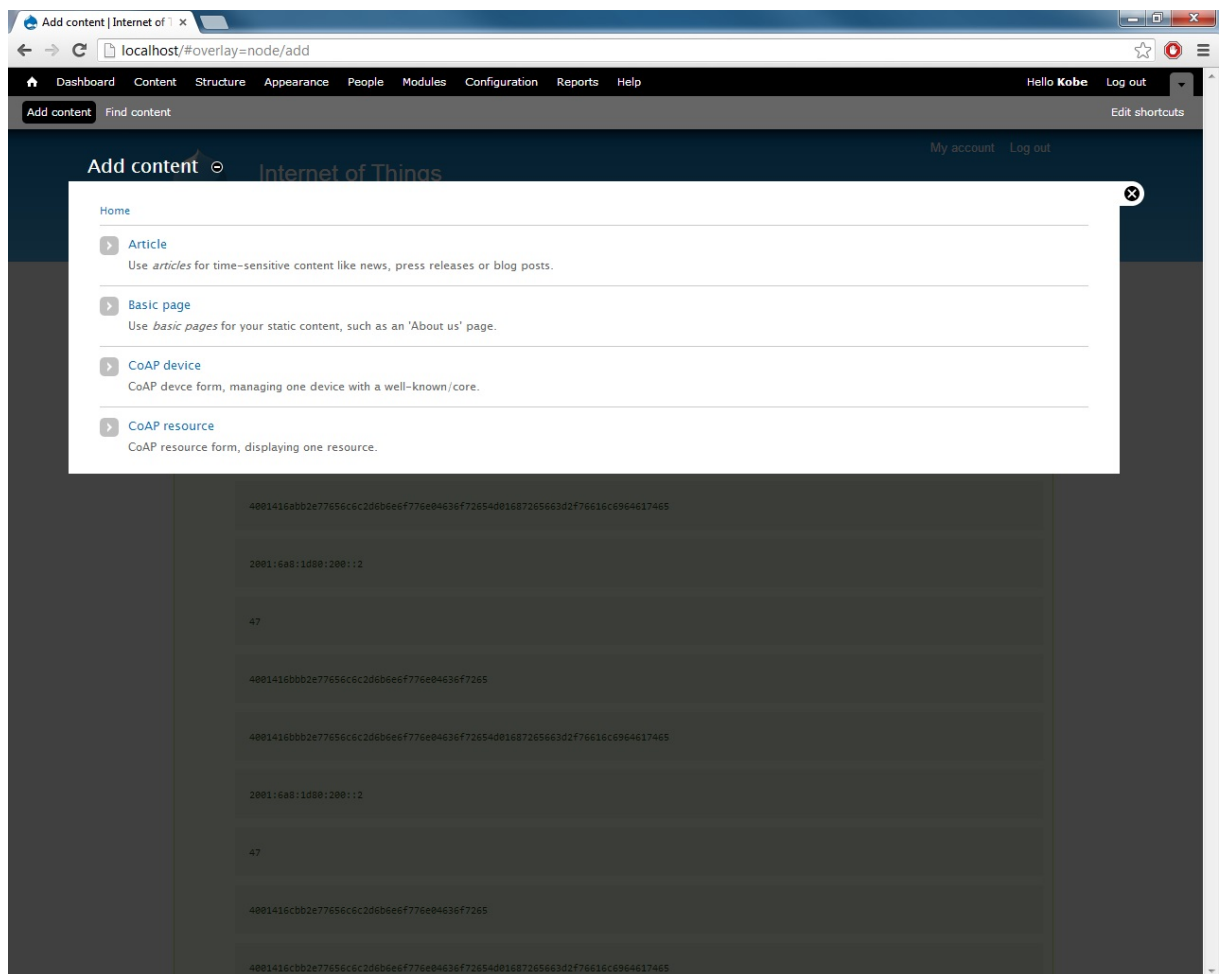 Add content | Internet of T
localhost/#overlay=node/add
Dashboard Content Structure Appearance People Modules Configuration Reports Help Hello Kobe Log out
Add content Find content Edit shortcuts
My account Log out
Add content
Internet of Things
Home
Article
Use articles for time-sensitive content like news, press releases or blog posts.
Basic page
Use basic pages for your static content, such as an 'About us' page.
CoAP device
CoAP devce form, managing one device with a well-known/core.
CoAP resource
CoAP resource form, displaying one resource.
4001416abb2e77656c6c2d6b6e6f776e04636f72654d01687265663d2f76616c6964617465
2001:6a8:1d80:200::2
47
4001416bbb2e77656c6c2d6b6e6f776e04636f7265
4001416bbb2e77656c6c2d6b6e6f776e04636f72654d01687265663d2f76616c6964617465
2001:6a8:1d80:200::2
47
4001416cbb2e77656c6c2d6b6e6f776e04636f7265
4001416cbb2e77656c6c2d6b6e6f776e04636f72654d01687265663d2f76616c6964617465